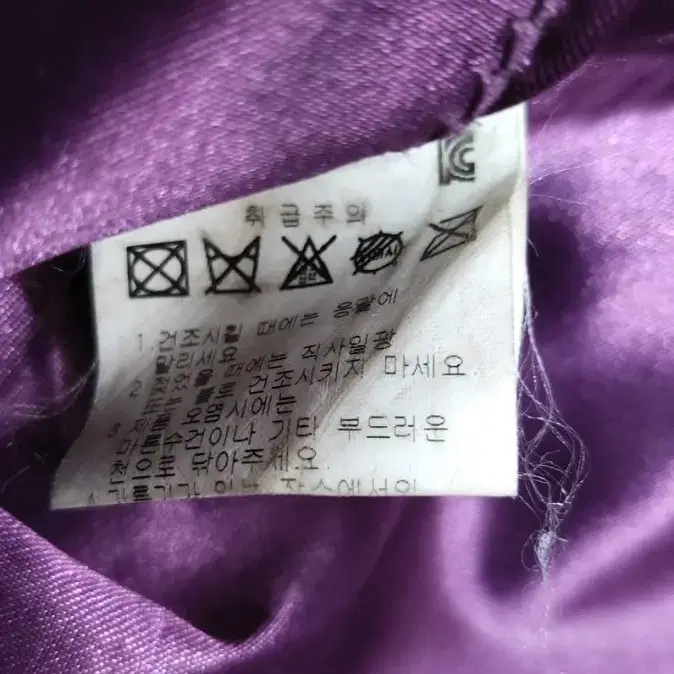 취급주의
1.건조시킬 때에는 응달에
말리세요
2 젖었을 때에는 직사일광
또는 불로 건조시키지 마세요.
3 제품 오염시에는
마른수건이나 기타 부드러운
천으로 닦아주세요.